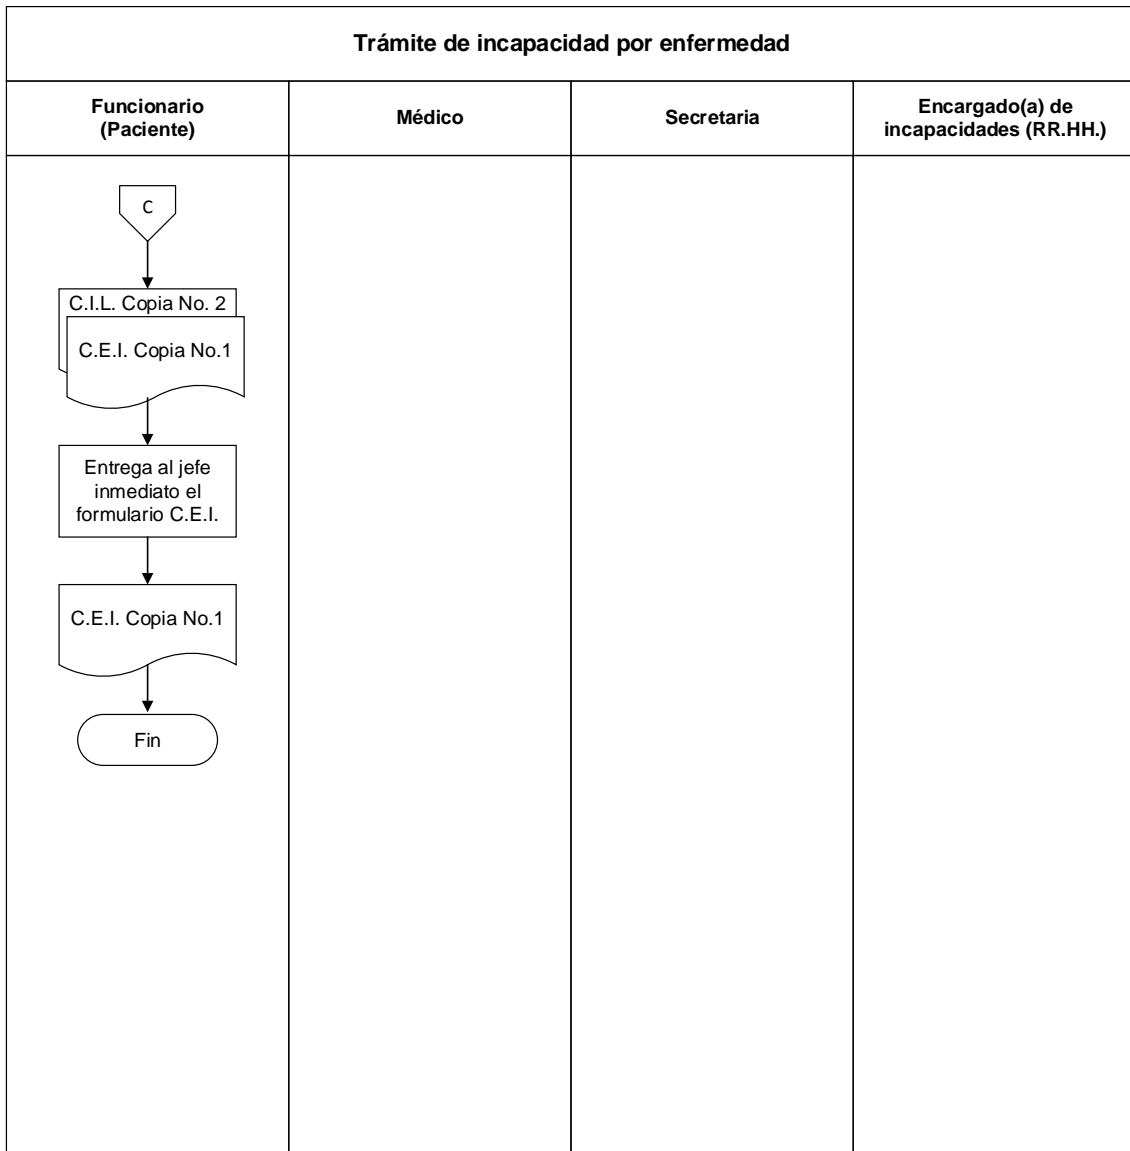 Trámite de incapacidad por enfermedad
Funcionario
(Paciente)
Médico
Secretaria
Encargado(a) de
incapacidades (RR.HH.)
C
C.I.L. Copia No. 2
C.E.I. Copia No.1
Entrega al jefe
inmediato el
formulario C.E.I.
C.E.I. Copia No.1
Fin